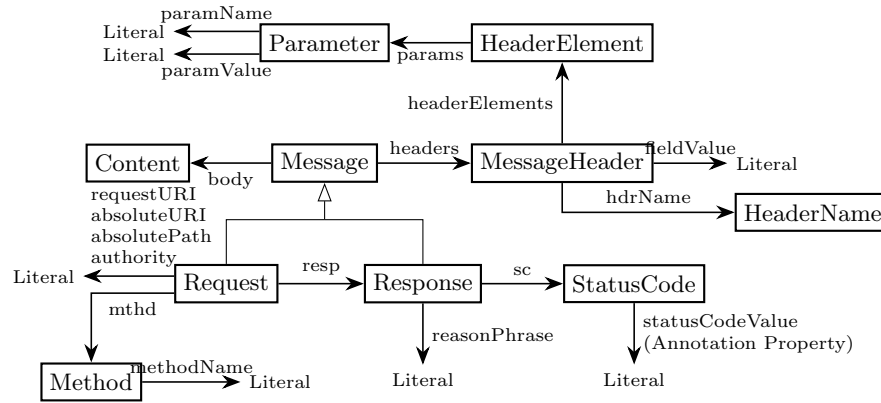 paramName
Literal
Parameter
HeaderElement
Literal
params
paramValue
headerElements
Content
Message
headers
MessageHeader
fieldValue
Literal
body
requestURI
absoluteURI
absolutePath
authority
hdrName
HeaderName
Literal
Request
resp
Response
sc
StatusCode
mthd
reasonPhrase
statusCodeValue
(Annotation Property)
Method
methodName
Literal
Literal
Literal